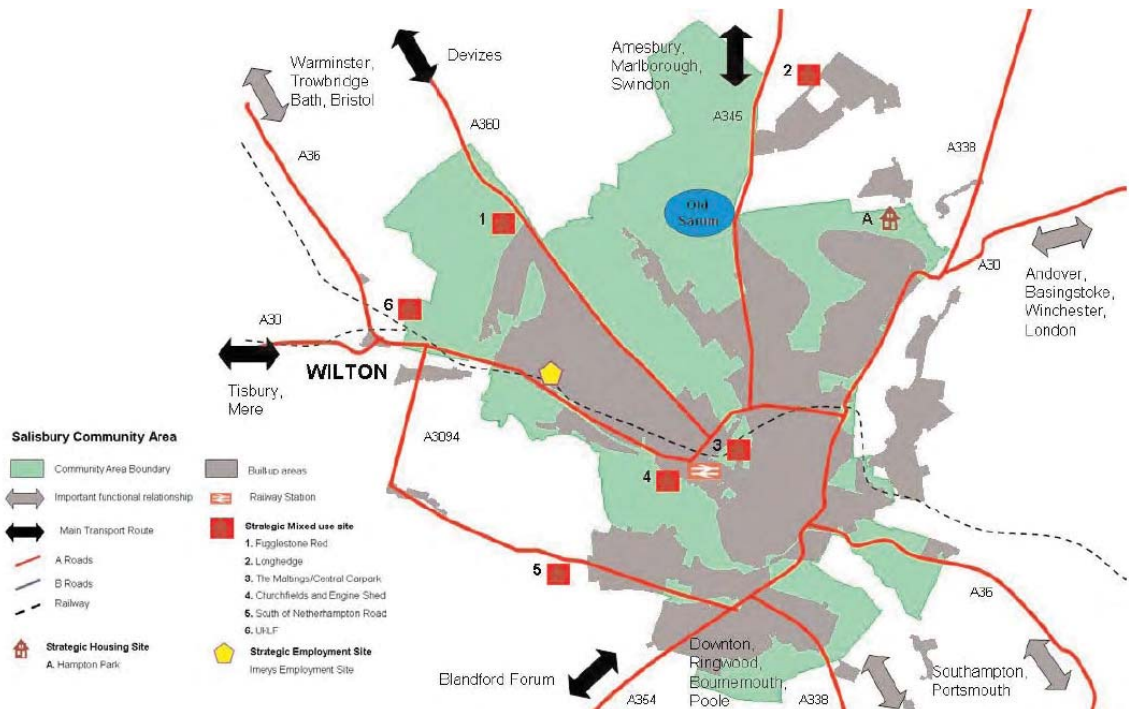 Devizes
Warminster,
Trowbridge
Bath, Bristol
A360
A36
Amesbury,
Marlborough,
Swindon
2
A345
A338
Old
Sarum
A
A30
Andover,
Basingstoke,
Winchester,
London
1
6
A30
WILTON
Tisbury,
Mere
A3094
3
4
5
A36
Downton,
Ringwood,
Bournemouth,
Poole
Blandford Forum
A354
A338
Southampton,
Portsmouth
Salisbury Community Area
Community Area Boundary
Important functional relationship
Main Transport Route
A Roads
B Roads
Railway
Strategic Housing Site
A. Hampton Park
Built-up areas
Railway Station
Strategic Mixed use site
1. Fugglestone Red
2. Longhedge
3. The Maltings/Central Carpark
4. Churchfields and Engine Shed
5. South of Netherhampton Road
6. UKLF
Strategic Employment Site
Imerys Employment Site